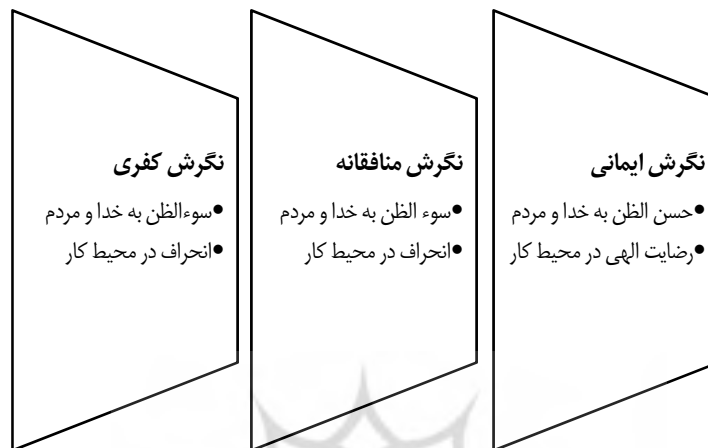 نگرش ایمانی
●حسن الظن به خدا و مردم
●رضایت الهی در محیط کار
نگرش منافقانه
●سوء الظن به خدا و مردم
●انحراف در محیط کار
نگرش کفری
●سوءالظن به خدا و مردم
●انحراف در محیط کار